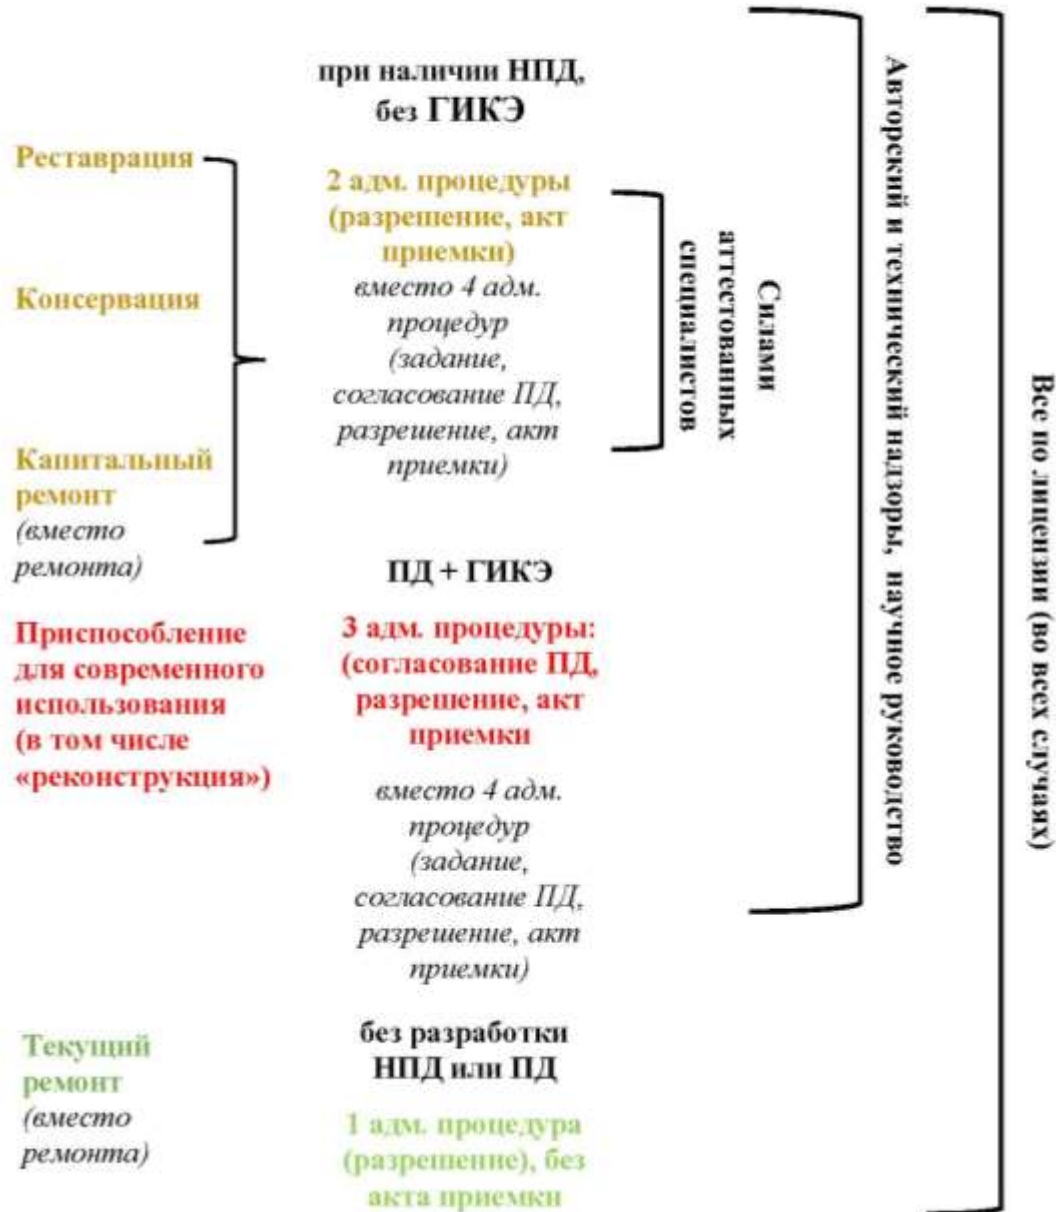 при наличии НПД,
без ГИКЭ
Реставрация
Консервация
Капитальный
ремонт
(вместо
ремонта)
2 адм. процедуры
(разрешение, акт
приемки)
вместо 4 адм.
процедур
(задание,
согласование ПД,
разрешение, акт
приемки)
Силами
аттестованных
специалистов
ПД + ГИКЭ
Приспособление
для современного
использования
(в том числе
«реконструкция»)
3 адм. процедуры:
(согласование ПД,
разрешение, акт
приемки
вместо 4 адм.
процедур
(задание,
согласование ПД,
разрешение, акт
приемки)
Авторский и технический надзоры, научное руководство
Текущий
ремонт
(вместо
ремонта)
без разработки
НПД или ПД
1 адм. процедура
(разрешение), без
акта приемки
Все по лицензии (во всех случаях)